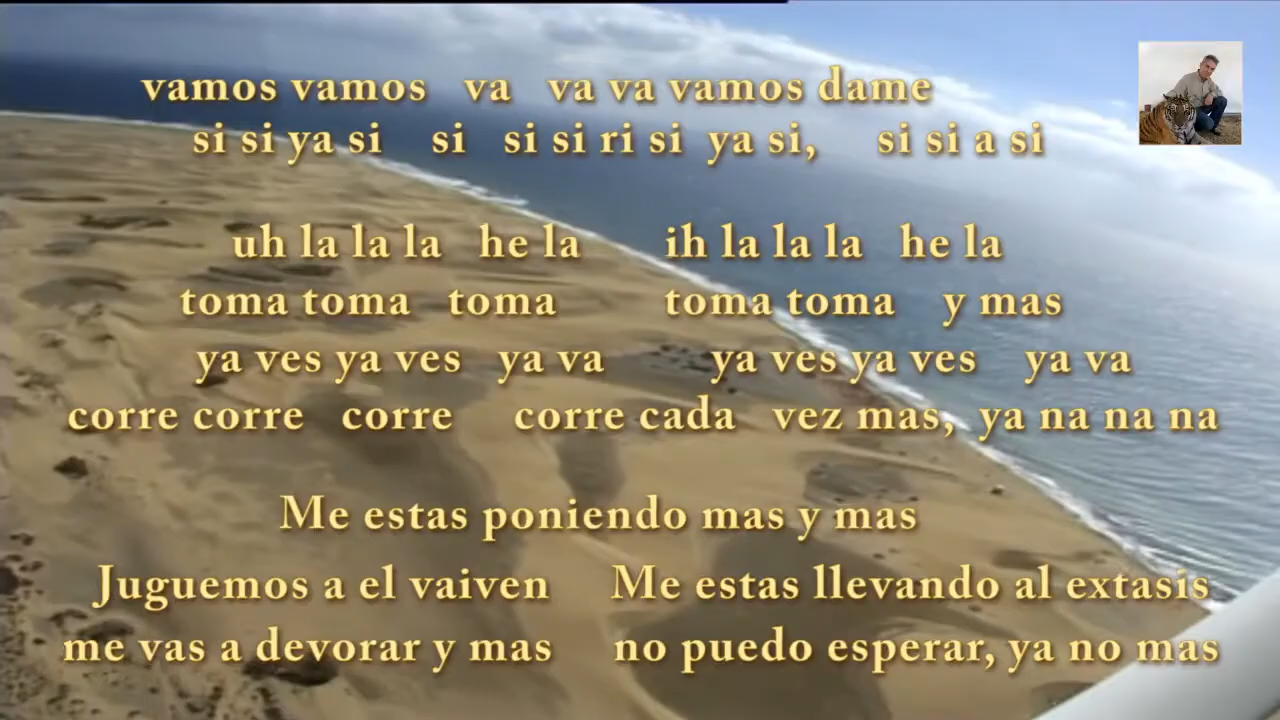 vamos vamos va va va vamos dame
si si ya si si si si ri si ya si, si si a si
uh la la la he la ih la la la he la
toma toma toma toma toma y mas
ya ves ya ves ya va ya ves ya ves ya va
corre corre corre corre cada vez mas, ya na na na
Me estas poniendo mas y mas
Juguemos a el vaiven Me estas llevando al extasis
me vas a devorar y mas no puedo esperar, ya no mas